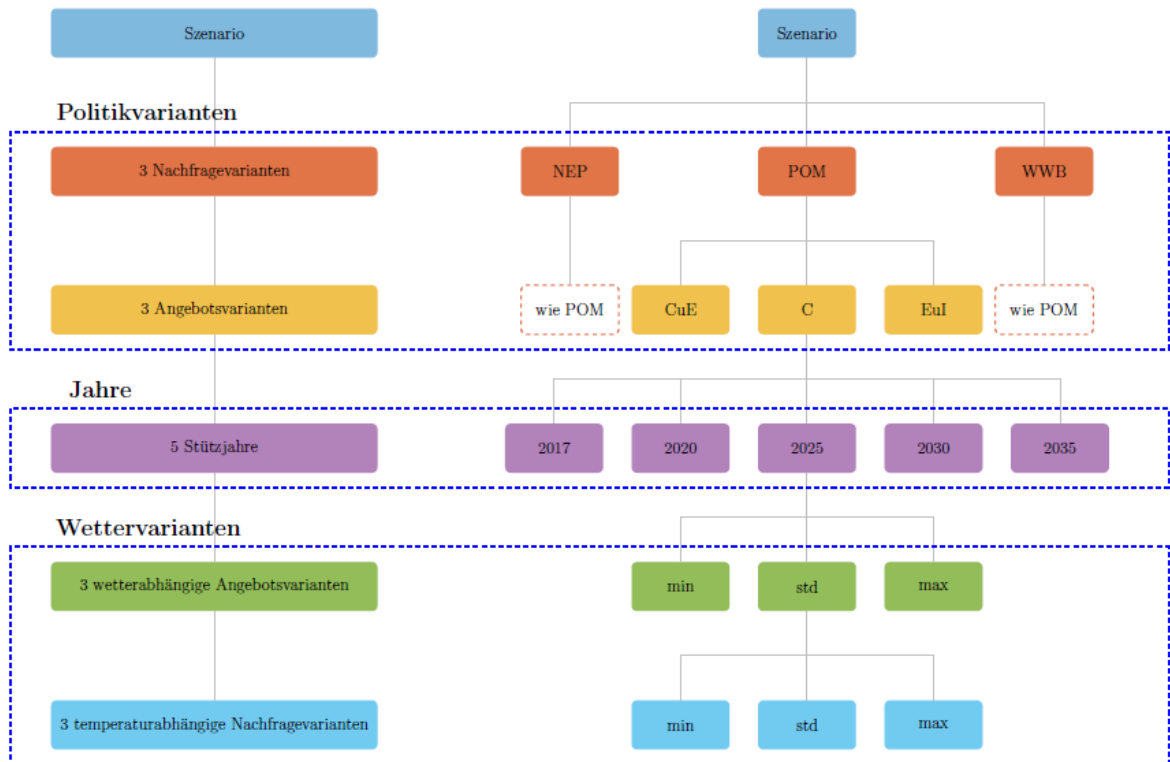 Szenario
Szenario
Politikvarianten
3 Nachfragevarianten
NEP
POM
WWB
3 Angebotsvarianten
wie POM
CuE
C
EuI
wie POM
Jahre
5 Stützjahre
2017
2020
2025
2030
2035
Wettervarianten
3 wetterabhängige Angebotsvarianten
min
std
max
3 temperaturabhängige Nachfragevarianten
min
std
max